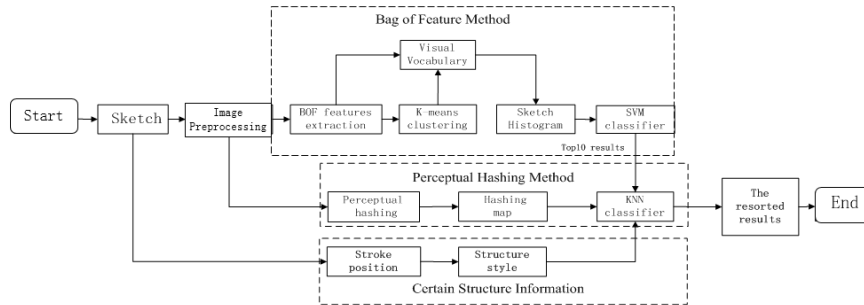 Bag of Feature Method
Visual
Vocabulary
Start
Sketch
Image
Preprocessing
BOF features
extraction
K-means
clustering
Sketch
Histogram
SVM
classifier
Top10 results
Perceptual Hashing Method
Perceptual
hashing
Hashing
map
KNN
classifier
The
resorted
results
End
Stroke
position
Structure
style
Certain Structure Information